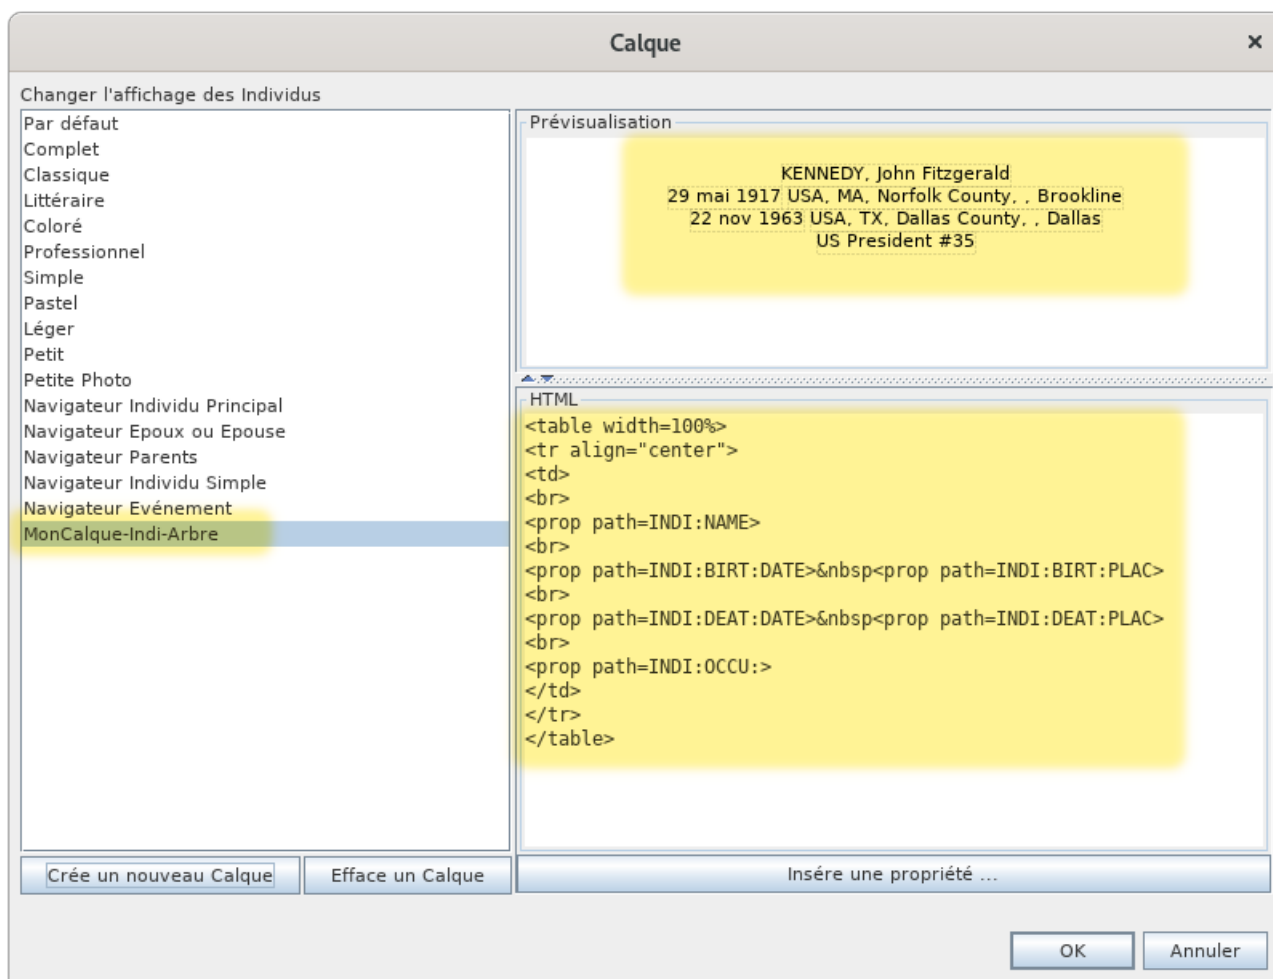 Calque
×
Changer l'affichage des Individus
Par défaut
Complet
Classique
Littéraire
Coloré
Professionnel
Simple
Pastel
Léger
Petit
Petite Photo
Navigateur Individu Principal
Navigateur Epoux ou Epouse
Navigateur Parents
Navigateur Individu Simple
Navigateur Evénement
MonCalque-Indi-Arbre
Crée un nouveau Calque
Efface un Calque
Prévisualisation
KENNEDY, John Fitzgerald
29 mai 1917 USA, MA, Norfolk County, , Brookline
22 nov 1963 USA, TX, Dallas County, , Dallas
US President #35
HTML
<table width=100%>
<tr align="center">
<td>
<br>
<prop path=INDI:NAME>
<br>
<prop path=INDI:BIRT:DATE>&nbsp<prop path=INDI:BIRT:PLAC>
<br>
<prop path=INDI:DEAT:DATE>&nbsp<prop path=INDI:DEAT:PLAC>
<br>
<prop path=INDI:OCCU:>
</td>
</tr>
</table>
Insére une propriété ...
OK
Annuler